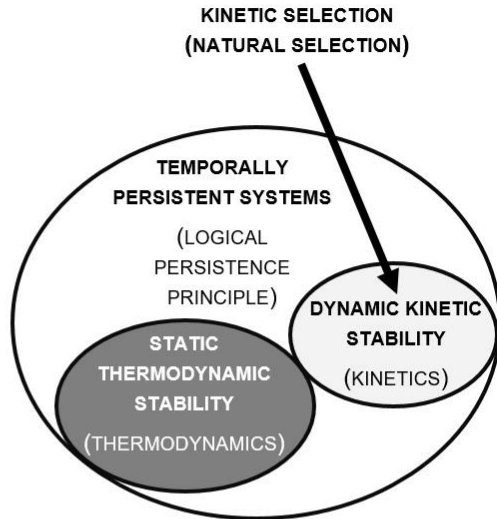 KINETIC SELECTION
(NATURAL SELECTION)
TEMPORALLY
PERSISTENT SYSTEMS
(LOGICAL
PERSISTENCE
PRINCIPLE)
DYNAMIC KINETIC
STABILITY
(KINETICS)
STATIC
THERMODYNAMIC
STABILITY
(THERMODYNAMICS)